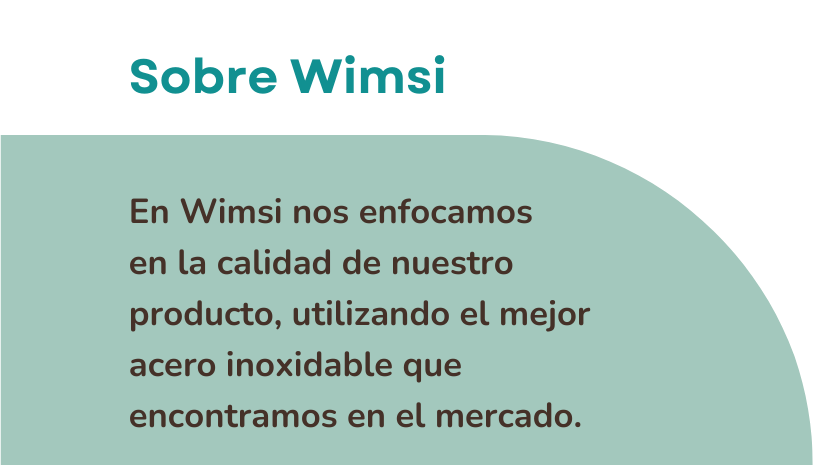 Sobre Wimsi
En Wimsi nos enfocamos
en la calidad de nuestro
producto, utilizando el mejor
acero inoxidable que
encontramos en el mercado.